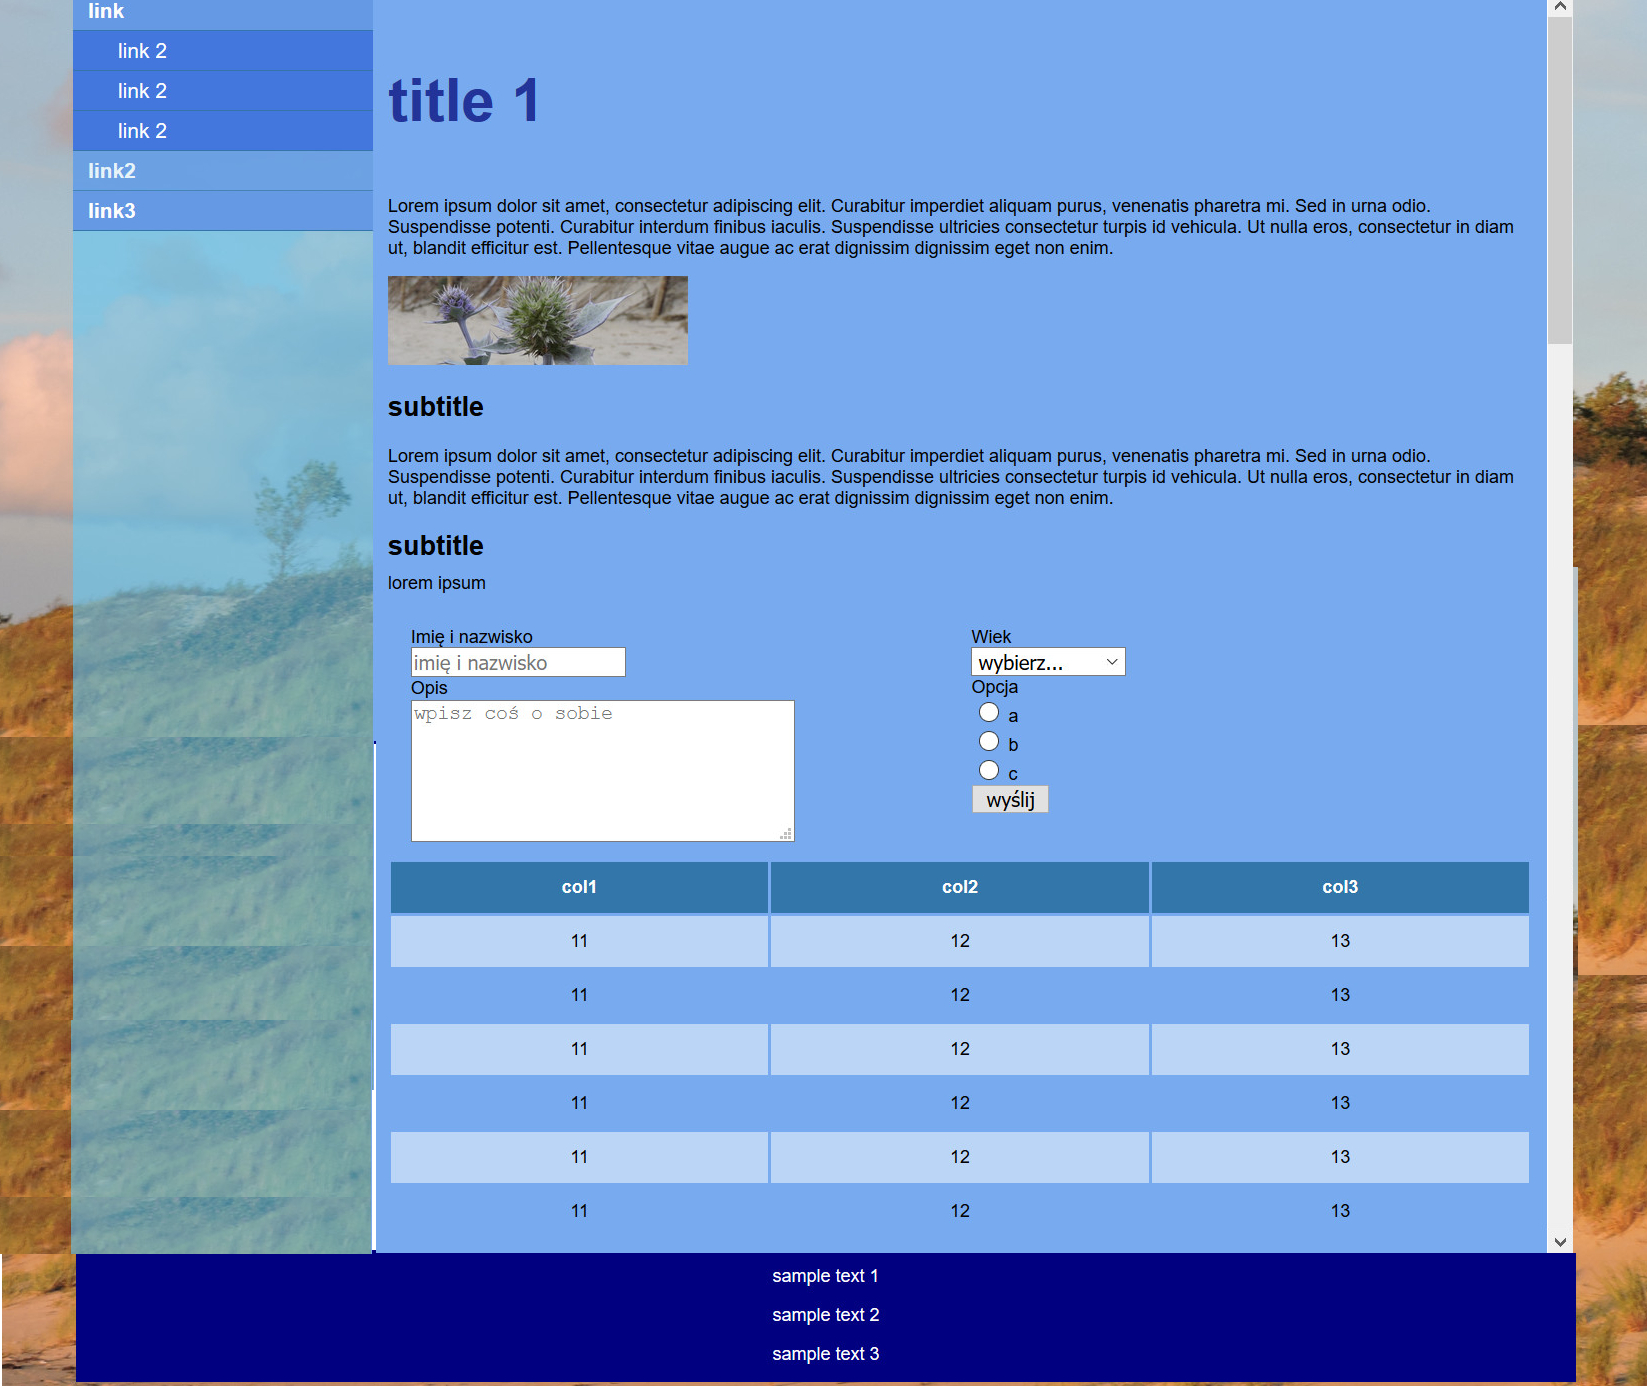 link
link 2
link 2
link 2
link2
link3
title 1
Lorem ipsum dolor sit amet, consectetur adipiscing elit. Curabitur imperdiet aliquam purus, venenatis pharetra mi. Sed in urna odio.
Suspendisse potenti. Curabitur interdum finibus iaculis. Suspendisse ultricies consectetur turpis id vehicula. Ut nulla eros, consectetur in diam
ut, blandit efficitur est. Pellentesque vitae augue ac erat dignissim dignissim eget non enim.
subtitle
Lorem ipsum dolor sit amet, consectetur adipiscing elit. Curabitur imperdiet aliquam purus, venenatis pharetra mi. Sed in urna odio.
Suspendisse potenti. Curabitur interdum finibus iaculis. Suspendisse ultricies consectetur turpis id vehicula. Ut nulla eros, consectetur in diam
ut, blandit efficitur est. Pellentesque vitae augue ac erat dignissim dignissim eget non enim.
subtitle
lorem ipsum
Imię i nazwisko
imię i nazwisko
Opis
wpisz coś o sobie
Wiek
wybierz...
Opcja
a
b
c
wyślij
col1 col2 col3
11 12 13
11 12 13
11 12 13
11 12 13
11 12 13
11 12 13
sample text 1
sample text 2
sample text 3